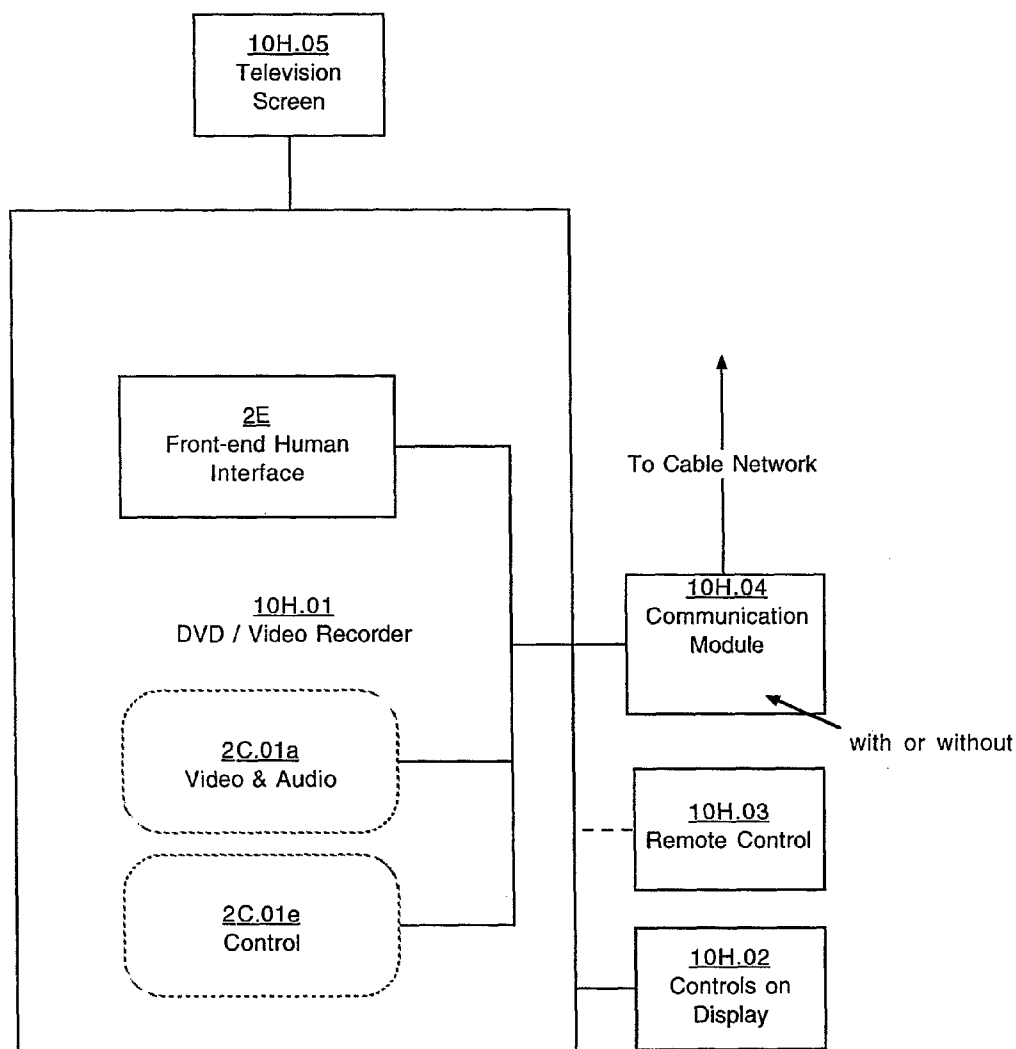 10H.05
Television
Screen
2E
Front-end Human
Interface
To Cable Network
10H.01
DVD / Video Recorder
10H.04
Communication
Module
with or without
2C.01a
Video & Audio
10H.03
Remote Control
2C.01e
Control
10H.02
Controls on
Display